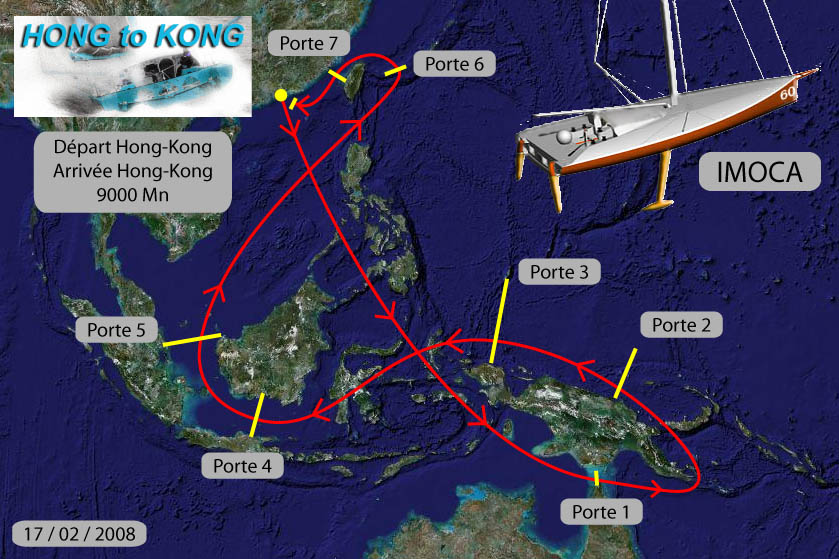 HONG to KONG
Porte 7
Porte 6
60
Départ Hong-Kong
Arrivée Hong-Kong
9000 Mn
IMOCA
Porte 3
Porte 5
Porte 2
Porte 4
Porte 1
17 / 02 / 2008